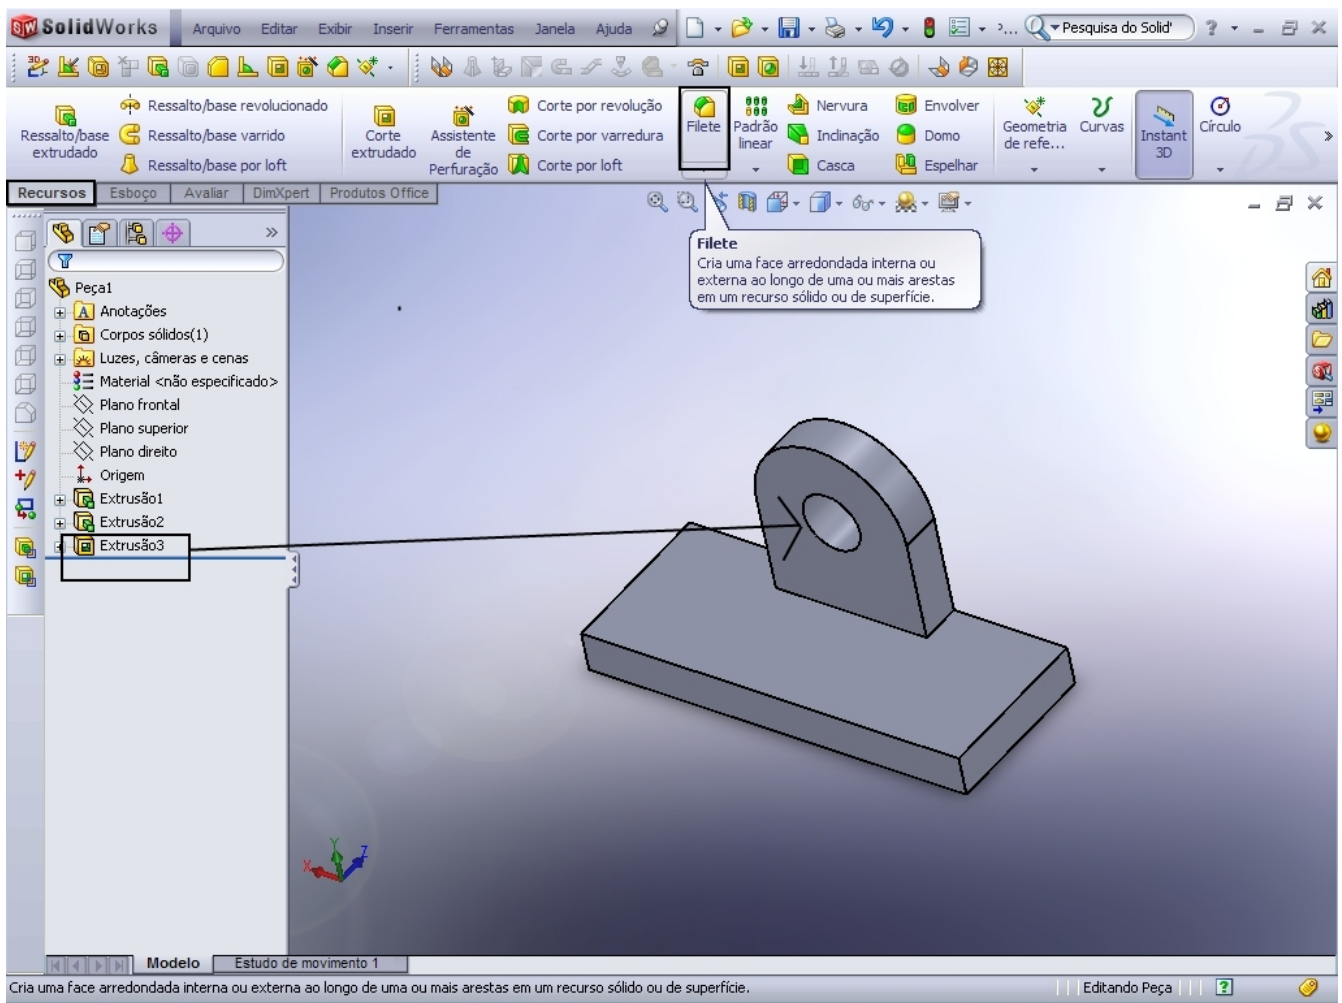 SolidWorks Arquivo Editar Exibir Inserir Ferramentas Janela Ajuda Pesquisa do Solid'
Ressalto/base extrudado
Ressalto/base revolucionado
Ressalto/base varrido
Ressalto/base por loft
Corte extrudado
Assistente de Perfuração
Corte por revolução
Corte por varredura
Corte por loft
Filete
Padrão linear
Nervura
Inclinação
Casca
Envolver
Domo
Espelhar
Geometria de refe...
Curvas
Instant 3D
Círculo
Recursos Esboço Avaliar DimXpert Produtos Office
Filete
Cria uma face arredondada interna ou
externa ao longo de uma ou mais arestas
em um recurso sólido ou de superfície.
Peça1
Anotações
Corpos sólidos(1)
Luzes, câmeras e cenas
Material <não especificado>
Plano frontal
Plano superior
Plano direito
Origem
Extrusão1
Extrusão2
Extrusão3
Y
X Z
Modelo Estudo de movimento 1
Cria uma face arredondada interna ou externa ao longo de uma ou mais arestas em um recurso sólido ou de superfície. Editando Peça